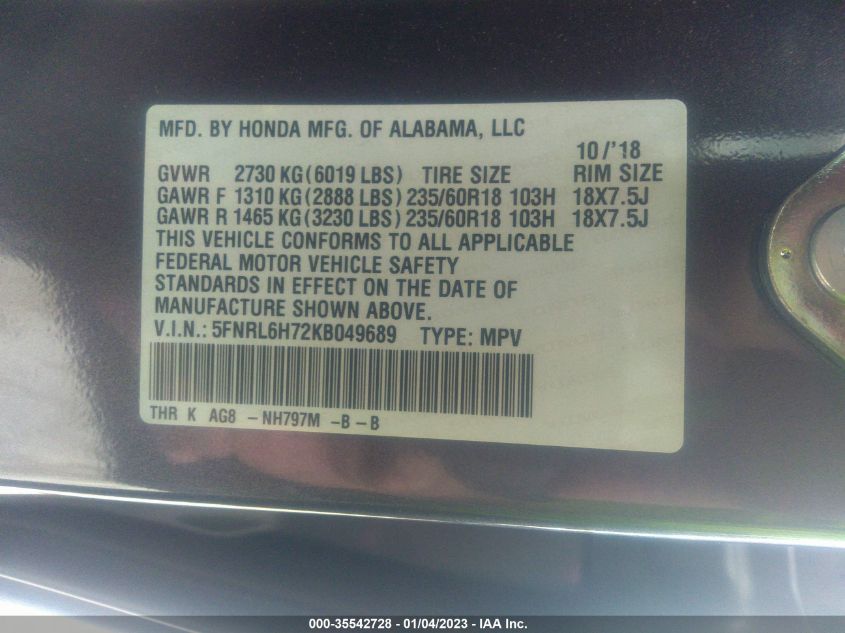 MFD. BY HONDA MFG. OF ALABAMA, LLC
10/'18
GVWR 2730 KG(6019 LBS) TIRE SIZE RIM SIZE
GAWR F 1310 KG(2888 LBS) 235/60R18 103H 18X7.5J
GAWR R 1465 KG(3230 LBS) 235/60R18 103H 18X7.5J
THIS VEHICLE CONFORMS TO ALL APPLICABLE
FEDERAL MOTOR VEHICLE SAFETY
STANDARDS IN EFFECT ON THE DATE OF
MANUFACTURE SHOWN ABOVE.
V.I.N.: 5FNRL6H72KB049689 TYPE: MPV
THR K AG8 -NH797M -B-B
000-35542728 - 01/04/2023 - IAA Inc.